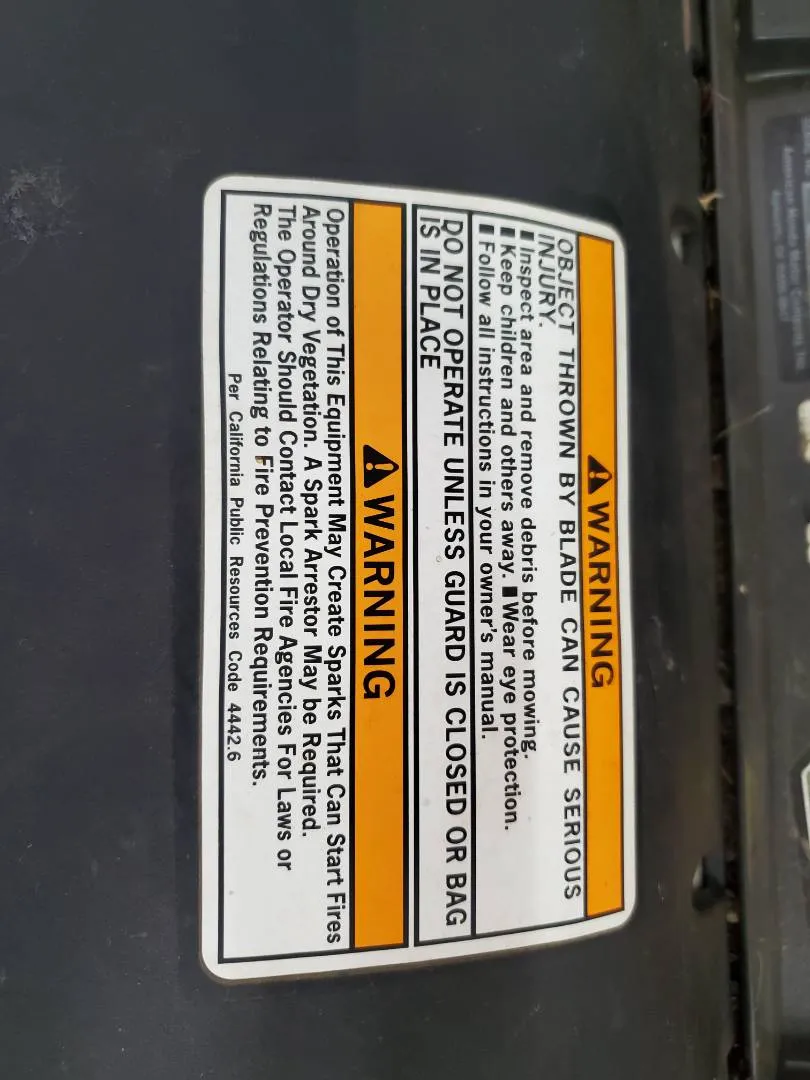 ⚠ WARNING
OBJECT THROWN BY BLADE CAN CAUSE SERIOUS
INJURY.
■ Inspect area and remove debris before mowing.
■ Keep children and others away. ■ Wear eye protection.
■ Follow all instructions in your owner's manual.
DO NOT OPERATE UNLESS GUARD IS CLOSED OR BAG
IS IN PLACE
⚠ WARNING
Operation of This Equipment May Create Sparks That Can Start Fires
Around Dry Vegetation. A Spark Arrestor May be Required.
The Operator Should Contact Local Fire Agencies For Laws or
Regulations Relating to Fire Prevention Requirements.
Per California Public Resources Code 4442.6